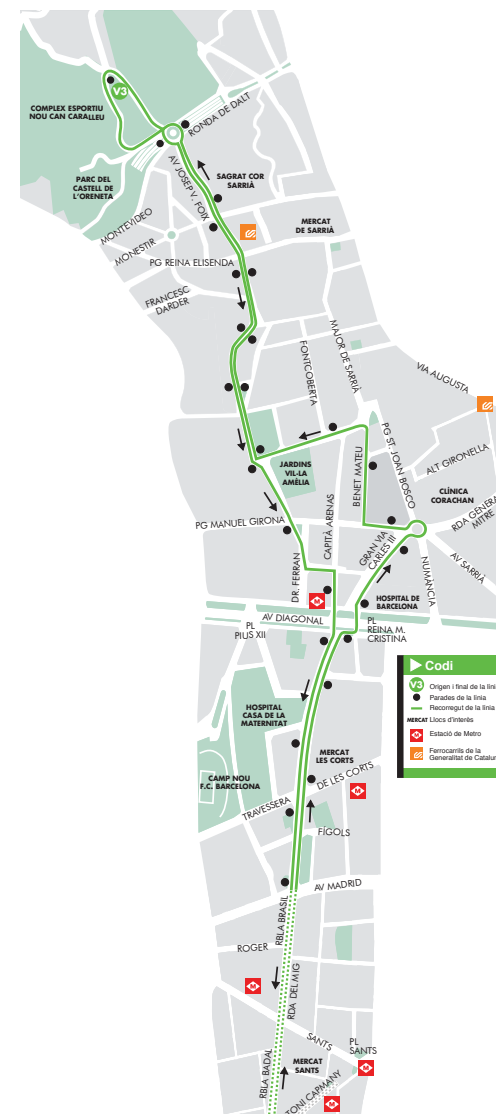 COMPLEX ESPORTIU
NOU CAN CARALLEU
V3
RONDA DE DALT
PARC DEL
CASTELL DE
L'ORENETA
AV JOSEP V. FOIX
SAGRAT COR
SARRIÀ
MONTEVIDEO
MONESTIR
MERCAT
DE SARRIÀ
PG REINA ELISENDA
FRANCESC
DARDER
FONTCOBERTA
MAJOR DE SARRIÀ
VIA AUGUSTA
JARDINS
VIL·LA
AMÈLIA
BENET MATEU
PG ST. JOAN BOSCO
ALT GIRONELLA
CLÍNICA
CORACHAN
RDA GENERA
MITRE
PG MANUEL GIRONA
CAPITÀ ARENAS
GRAN VIA
CARLES III
AV SARRIÀ
NUMÀNCIA
DR. FERRAN
HOSPITAL DE
BARCELONA
AV DIAGONAL
PL
PIUS XII
PL
REINA M.
CRISTINA
Codi
V3 Origen i final de la líni
Parades de la línia
Recorregut de la línia
MERCAT Llocs d'interès
Estació de Metro
Ferrocarrils de la
Generalitat de Catalun
HOSPITAL
CASA DE LA
MATERNITAT
MERCAT
LES CORTS
CAMP NOU
F.C. BARCELONA
TRAVESSERA
DE LES CORTS
FÍGOLS
AV MADRID
RBLA BRASIL
ROGER
RDA DEL MIG
SANTS
PL
SANTS
MERCAT
SANTS
RBLA BADAL
TONI CAPMANY